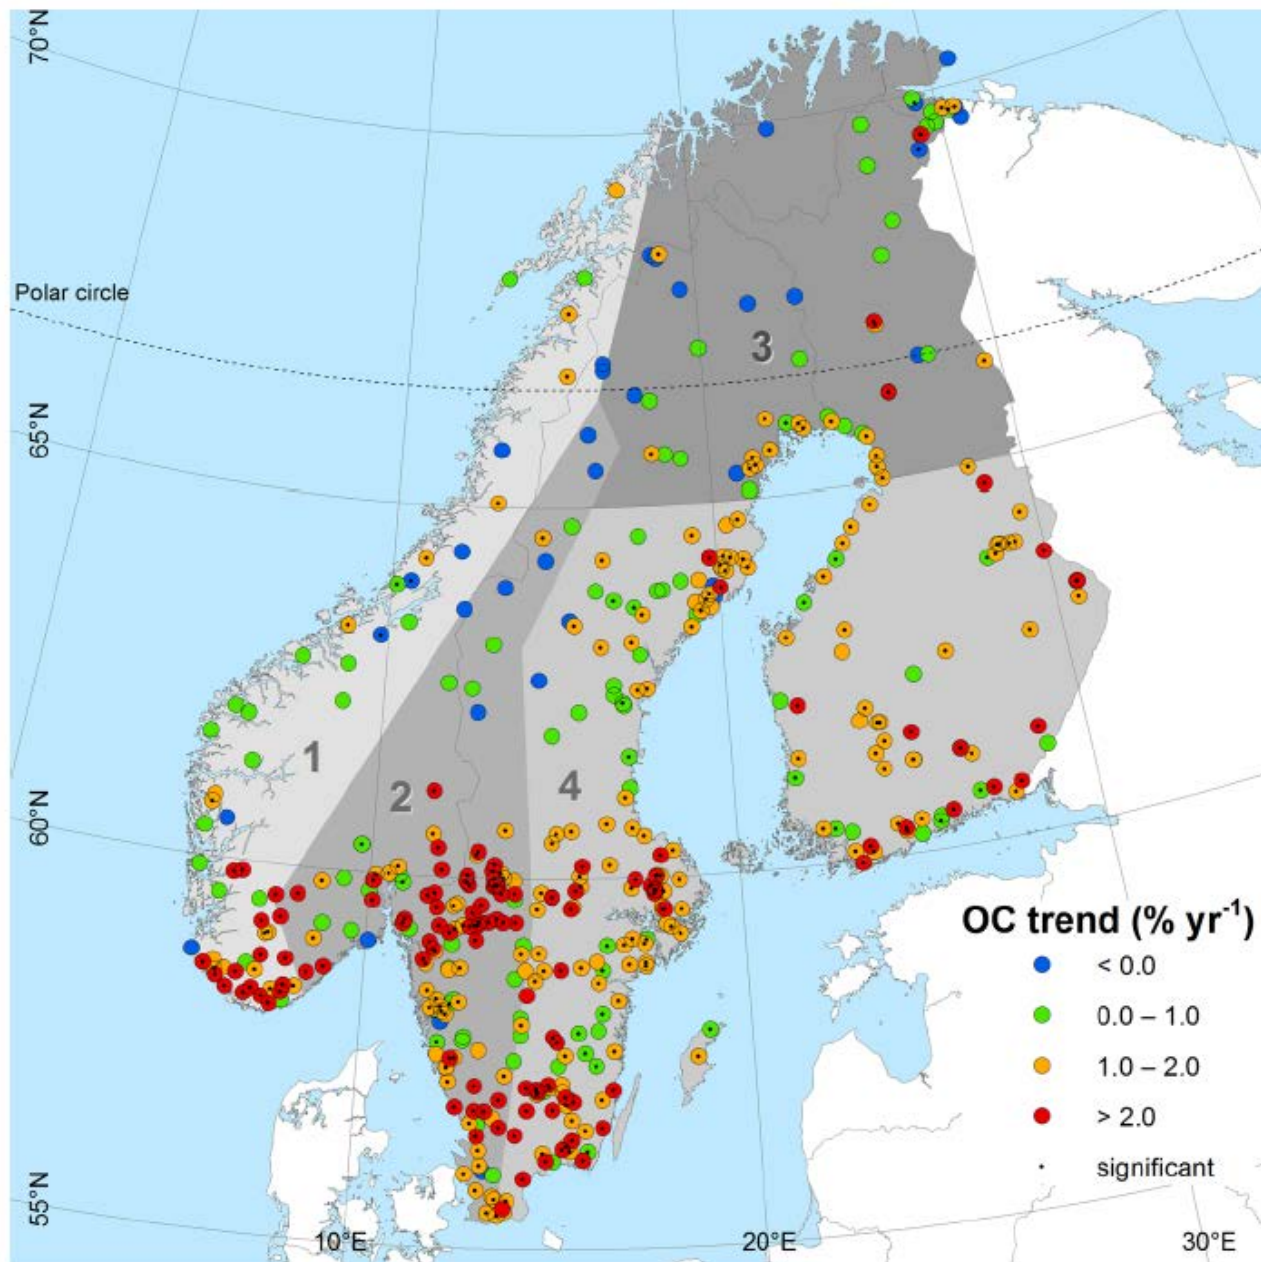 70°N
Polar circle
3
65°N
1
2
4
60°N
OC trend (% yr-1)
< 0.0
0.0 – 1.0
1.0 – 2.0
> 2.0
significant
55°N
10°E
20°E
30°E